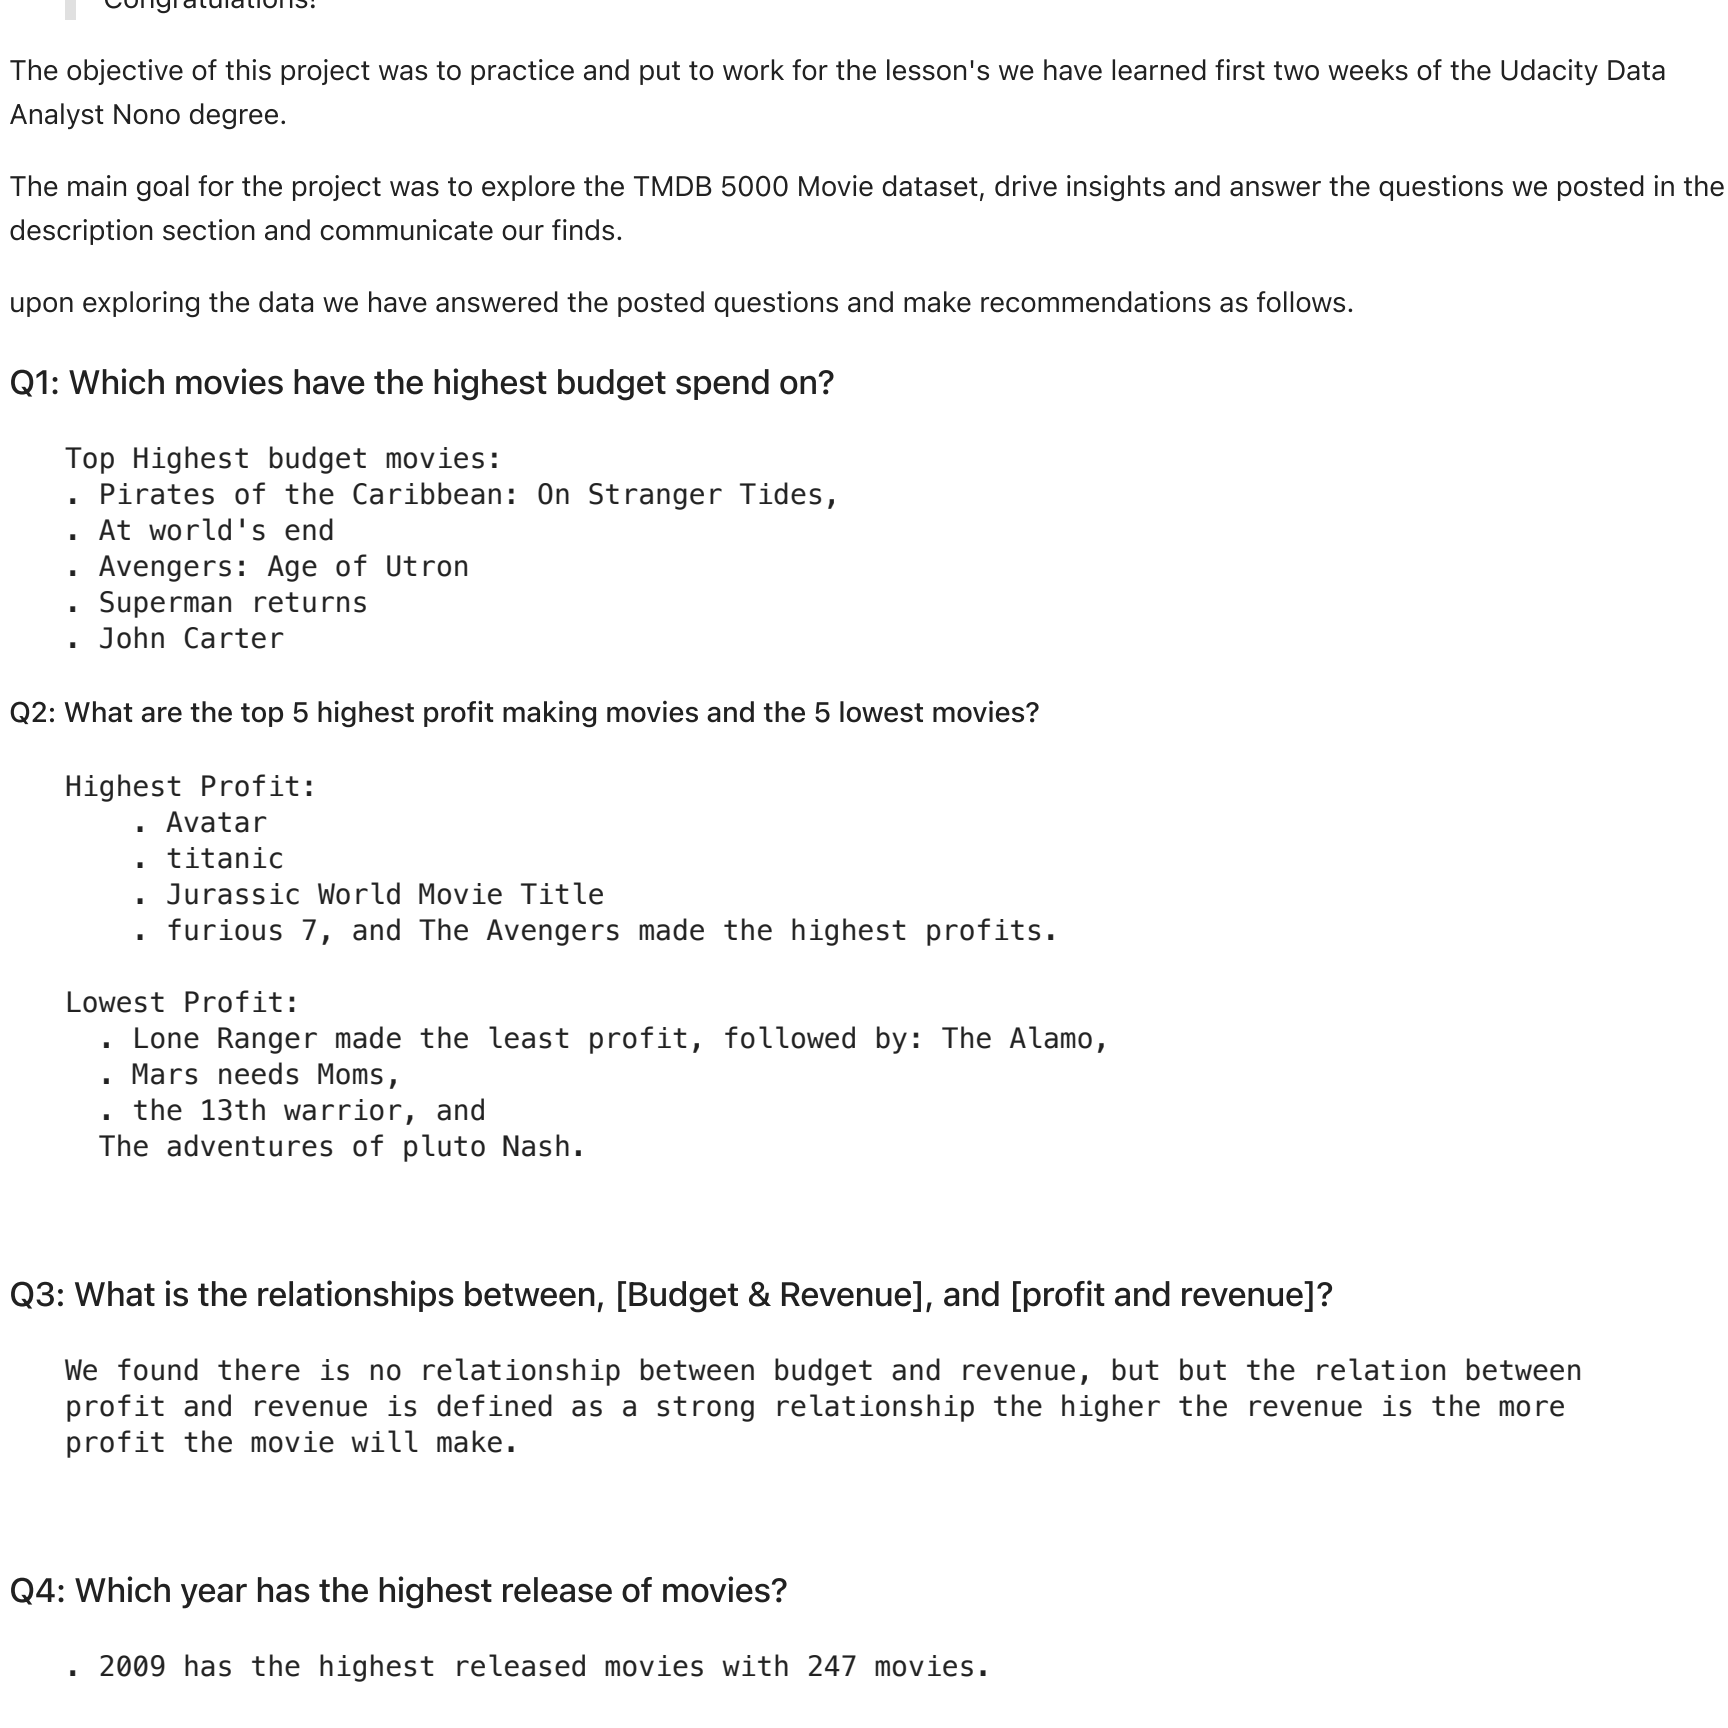 Congratulations!
The objective of this project was to practice and put to work for the lesson's we have learned first two weeks of the Udacity Data
Analyst Nono degree.
The main goal for the project was to explore the TMDB 5000 Movie dataset, drive insights and answer the questions we posted in the
description section and communicate our finds.
upon exploring the data we have answered the posted questions and make recommendations as follows.
Q1: Which movies have the highest budget spend on?
Top Highest budget movies:
. Pirates of the Caribbean: On Stranger Tides,
. At world's end
. Avengers: Age of Utron
. Superman returns
. John Carter
Q2: What are the top 5 highest profit making movies and the 5 lowest movies?
Highest Profit:
. Avatar
. titanic
. Jurassic World Movie Title
. furious 7, and The Avengers made the highest profits.
Lowest Profit:
. Lone Ranger made the least profit, followed by: The Alamo,
. Mars needs Moms,
. the 13th warrior, and
The adventures of pluto Nash.
Q3: What is the relationships between, [Budget & Revenue], and [profit and revenue]?
We found there is no relationship between budget and revenue, but but the relation between
profit and revenue is defined as a strong relationship the higher the revenue is the more
profit the movie will make.
Q4: Which year has the highest release of movies?
. 2009 has the highest released movies with 247 movies.